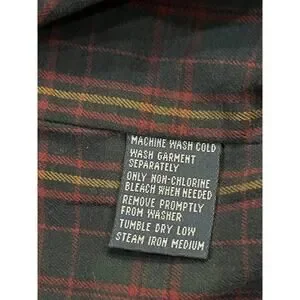 MACHINE WASH COLD
WASH GARMENT
SEPARATELY
ONLY NON-CHLORINE
BLEACH WHEN NEEDED
REMOVE PROMPTLY
FROM WASHER
TUMBLE DRY LOW
STEAM IRON MEDIUM